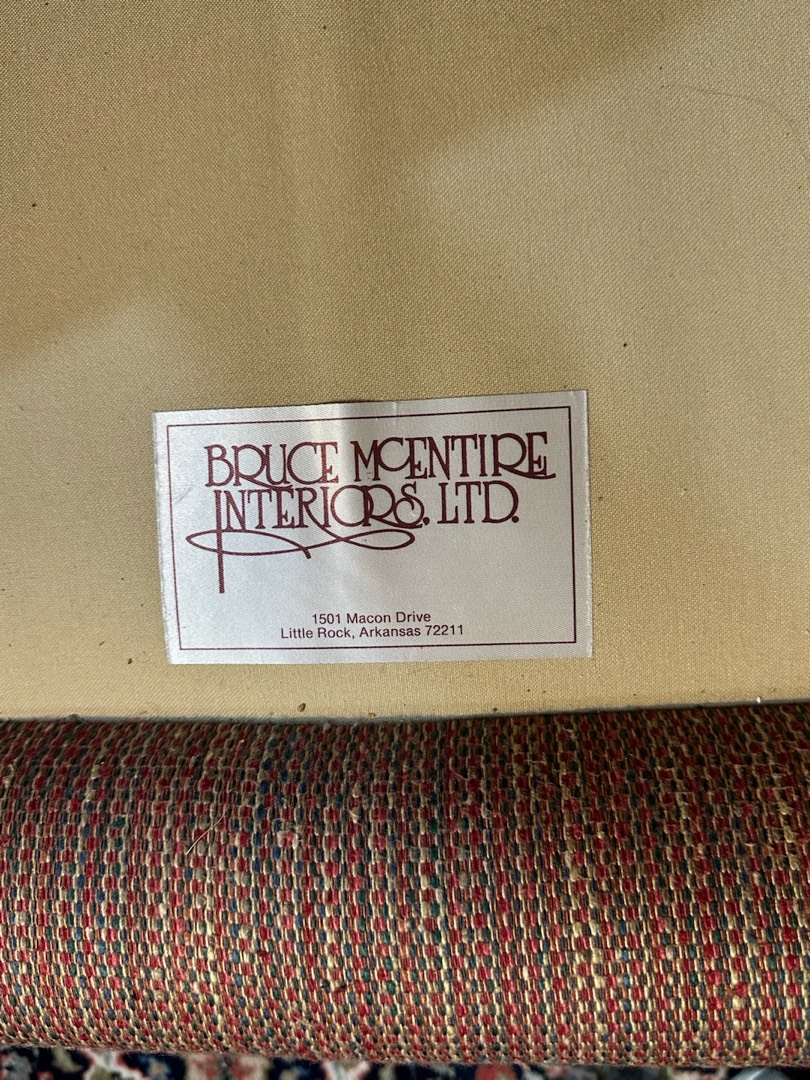 BRUCE MCENTIRE
INTERIORS, LTD.
1501 Macon Drive
Little Rock, Arkansas 72211